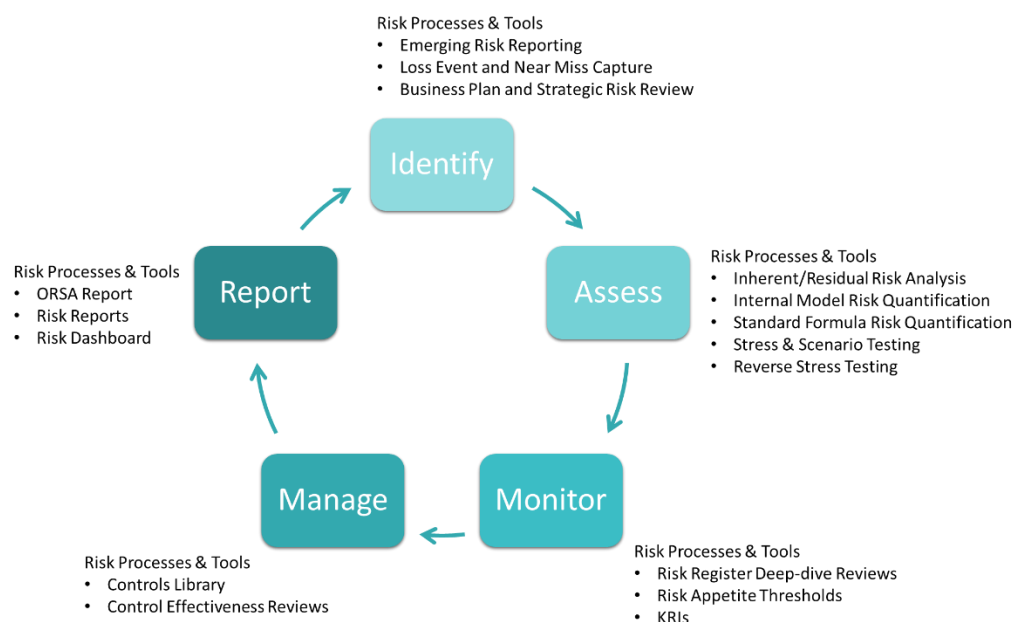 Risk Processes & Tools
• Emerging Risk Reporting
• Loss Event and Near Miss Capture
• Business Plan and Strategic Risk Review
Identify
Assess
Risk Processes & Tools
• Inherent/Residual Risk Analysis
• Internal Model Risk Quantification
• Standard Formula Risk Quantification
• Stress & Scenario Testing
• Reverse Stress Testing
Monitor
Risk Processes & Tools
• Risk Register Deep-dive Reviews
• Risk Appetite Thresholds
• KRIs
Manage
Risk Processes & Tools
• Controls Library
• Control Effectiveness Reviews
Report
Risk Processes & Tools
• ORSA Report
• Risk Reports
• Risk Dashboard